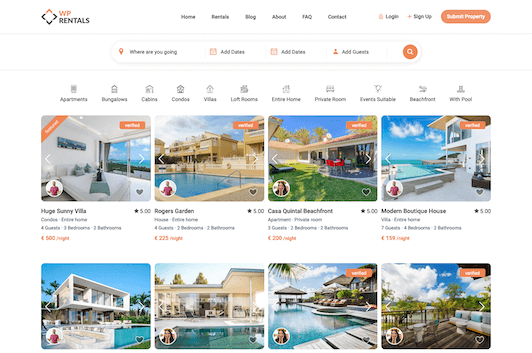 WP
RENTALS
Home Rentals Blog About FAQ Contact
Login + Sign Up Submit Property
Where are you going Add Dates Add Dates Add Guests
Apartments Bungalows Cabins Condos Villas Loft Rooms Entire Home Private Room Events Suitable Beachfront With Pool
featured verified verified verified verified
Huge Sunny Villa ★ 5.00
Condos · Entire home
4 Guests · 3 Bedrooms · 2 Bathrooms
€ 500 /night
Rogers Garden ★ 5.00
House · Entire home
4 Guests · 2 Bedrooms · 2 Bathrooms
€ 225 /night
Casa Quintal Beachfront ★ 5.00
Apartment · Private room
3 Guests · 2 Bedrooms · 2 Bathrooms
€ 200 /night
Modern Boutique House ★ 5.00
Villa · Entire home
7 Guests · 4 Bedrooms · 2 Bathrooms
€ 159 /night
verified verified